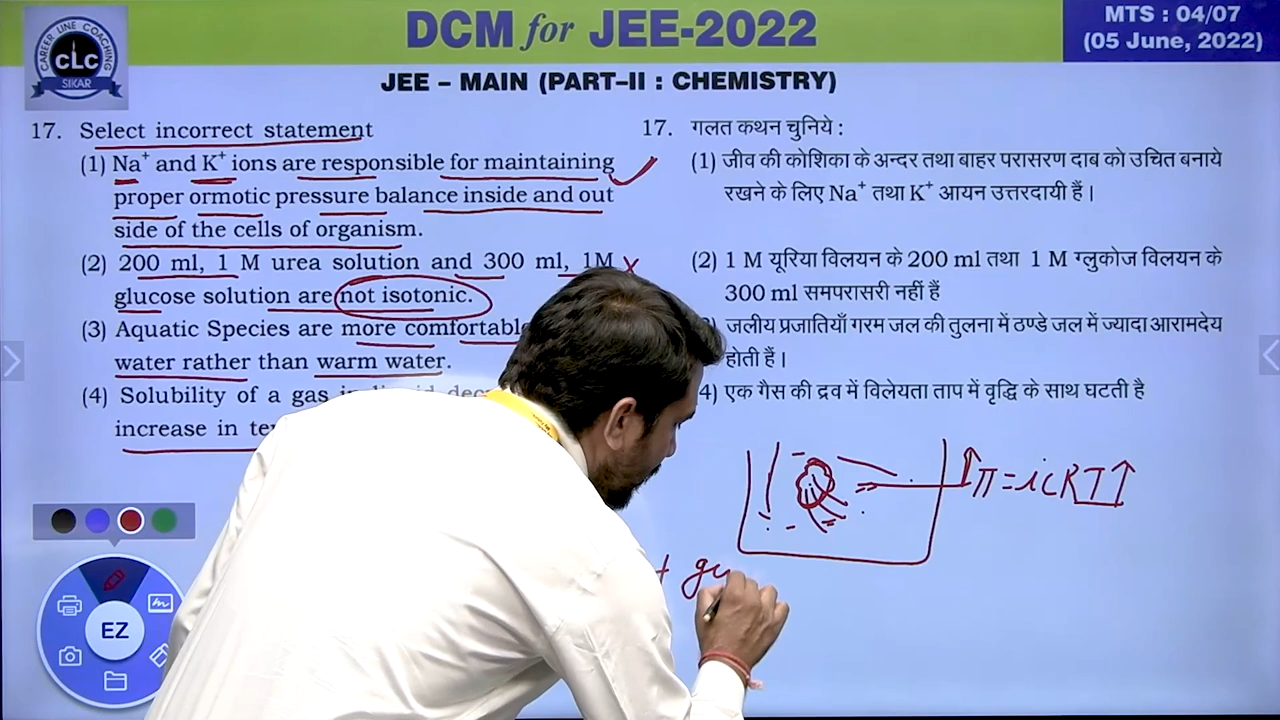 DCM for JEE-2022
MTS : 04/07
(05 June, 2022)
CAREER LINE COACHING
CLC
SIKAR
JEE – MAIN (PART–II : CHEMISTRY)
17. Select incorrect statement
(1) Na⁺ and K⁺ ions are responsible for maintaining
proper ormotic pressure balance inside and out
side of the cells of organism.
(2) 200 ml, 1 M urea solution and 300 ml, 1M
glucose solution are not isotonic.
(3) Aquatic Species are more comfortable
water rather than warm water.
(4) Solubility of a gas
increase in
17. गलत कथन चुनिये :
(1) जीव की कोशिका के अन्दर तथा बाहर परासरण दाब को उचित बनाये
रखने के लिए Na⁺ तथा K⁺ आयन उत्तरदायी हैं।
(2) 1 M यूरिया विलयन के 200 ml तथा 1 M ग्लुकोज विलयन के
300 ml समपरासरी नहीं हैं
जलीय प्रजातियाँ गरम जल की तुलना में ठण्डे जल में ज्यादा आरामदेय
होती हैं।
4) एक गैस की द्रव में विलेयता ताप में वृद्धि के साथ घटती है
π = iCRT↑
EZ